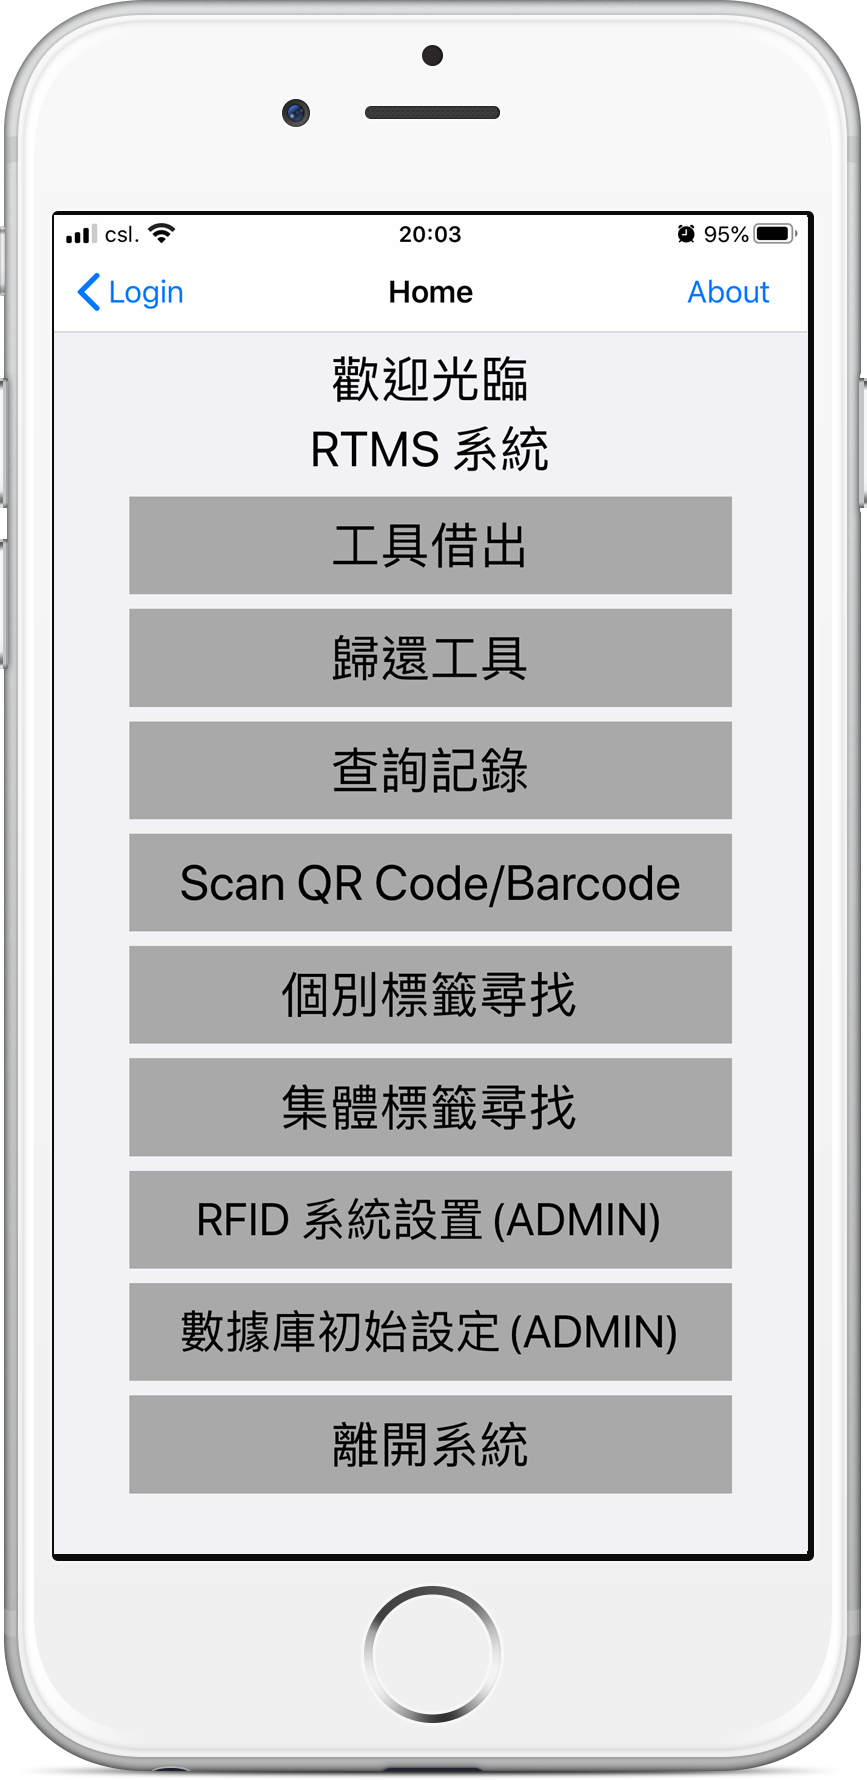 csl. 20:03 95%
Login Home About
歡迎光臨
RTMS 系統
工具借出
歸還工具
查詢記錄
Scan QR Code/Barcode
個別標籤尋找
集體標籤尋找
RFID 系統設置 (ADMIN)
數據庫初始設定 (ADMIN)
離開系統